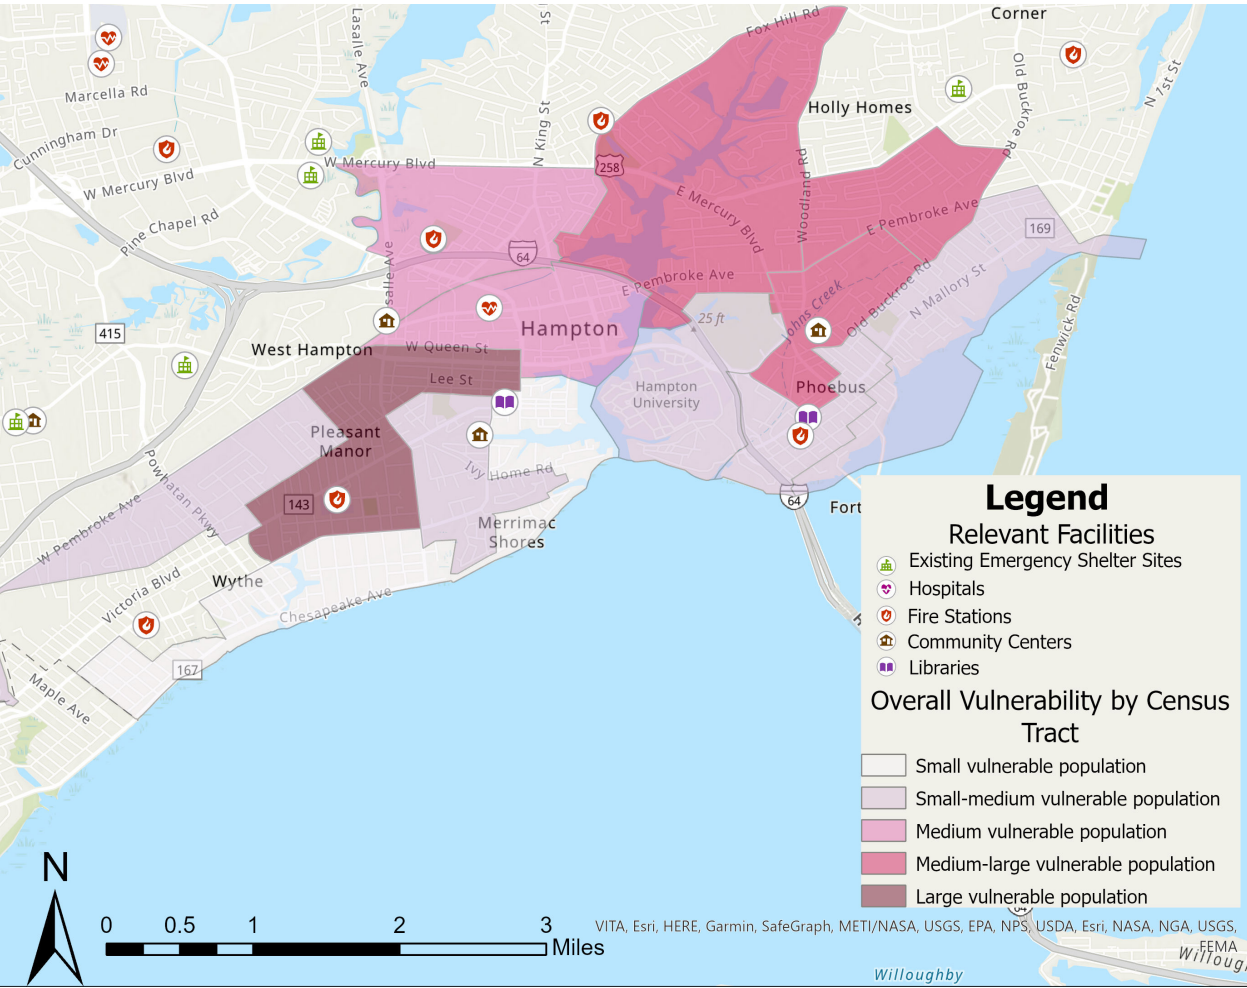 Fox Hill Rd
Corner
Lasalle Ave
St
N 7st St
Old Buckroe Rd
Marcella Rd
Holly Homes
N King St
Cunningham Dr
W Mercury Blvd
258
W Mercury Blvd
E Mercury Blvd
Woodland Rd
Pine Chapel Rd
E Pembroke Ave
169
64
salle Ave
E Pembroke Ave
Old Buckroe Rd
N Mallory St
Johns Creek
25 ft
Hampton
415
Fenwick Rd
West Hampton
W Queen St
Lee St
Hampton
University
Phoebus
Pleasant
Manor
Powhatan Pkwy
Ivy Home Rd
143
64
Fort
W Pembroke Ave
Merrimac
Shores
Wythe
Victoria Blvd
Chesapeake Ave
167
Maple Ave
Legend
Relevant Facilities
Existing Emergency Shelter Sites
Hospitals
Fire Stations
Community Centers
Libraries
Overall Vulnerability by Census
Tract
Small vulnerable population
Small-medium vulnerable population
Medium vulnerable population
Medium-large vulnerable population
Large vulnerable population
N
0 0.5 1 2 3
Miles
VITA, Esri, HERE, Garmin, SafeGraph, METI/NASA, USGS, EPA, NPS, USDA, Esri, NASA, NGA, USGS,
FEMA
Willoughby